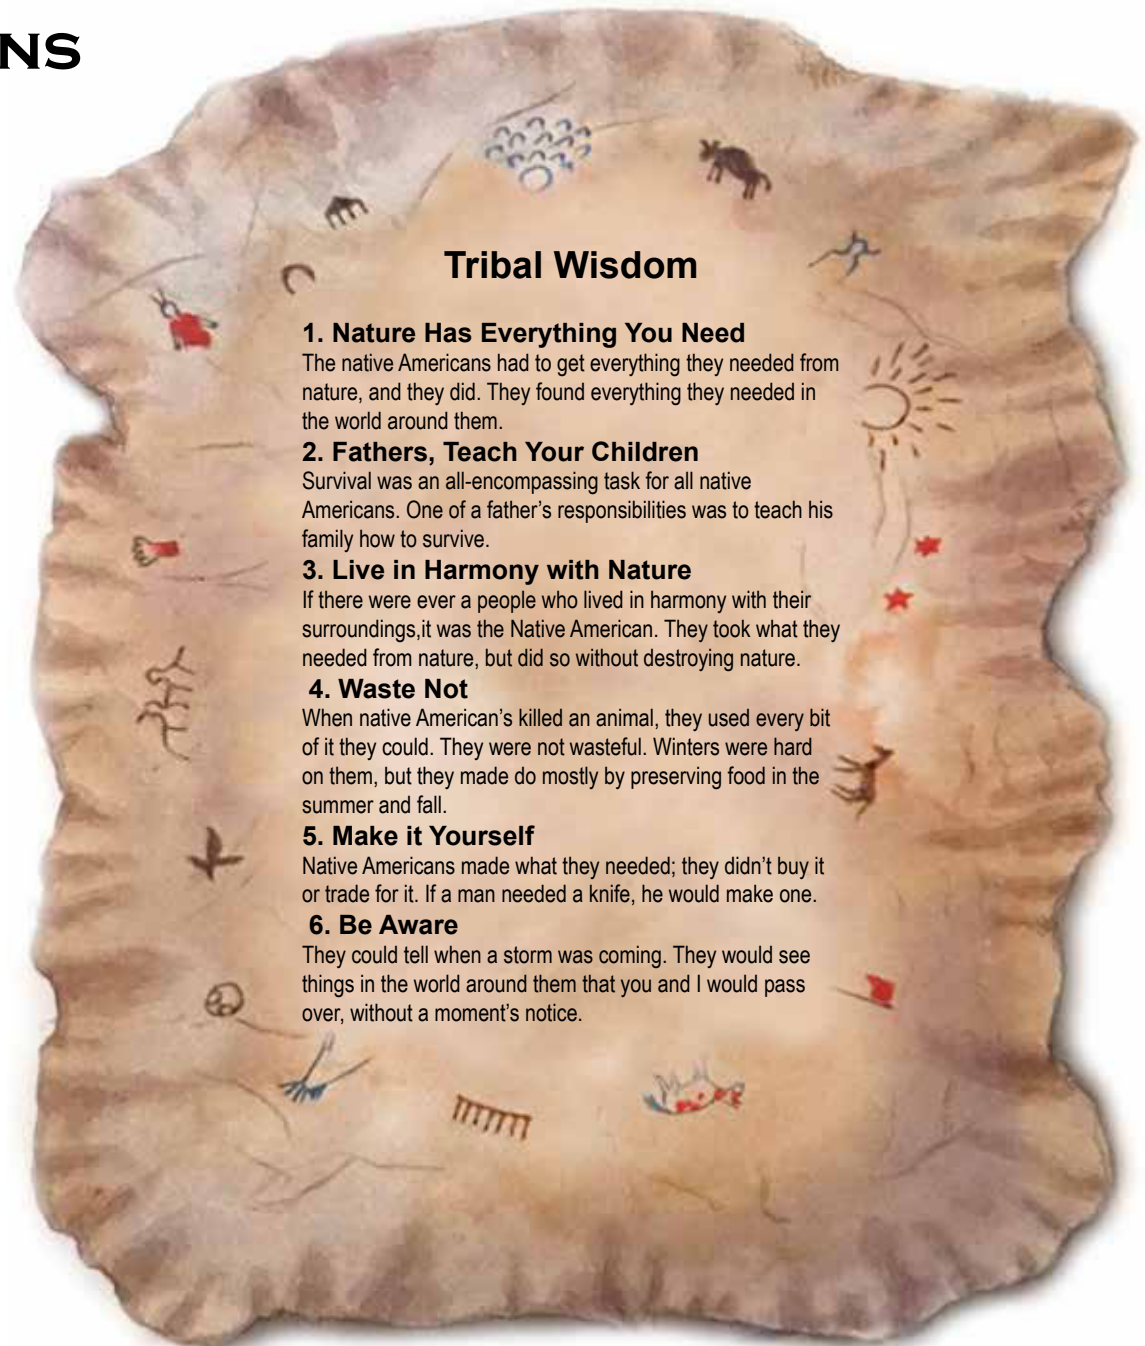 NS
Tribal Wisdom
1. Nature Has Everything You Need
The native Americans had to get everything they needed from
nature, and they did. They found everything they needed in
the world around them.
2. Fathers, Teach Your Children
Survival was an all-encompassing task for all native
Americans. One of a father’s responsibilities was to teach his
family how to survive.
3. Live in Harmony with Nature
If there were ever a people who lived in harmony with their
surroundings,it was the Native American. They took what they
needed from nature, but did so without destroying nature.
4. Waste Not
When native American’s killed an animal, they used every bit
of it they could. They were not wasteful. Winters were hard
on them, but they made do mostly by preserving food in the
summer and fall.
5. Make it Yourself
Native Americans made what they needed; they didn’t buy it
or trade for it. If a man needed a knife, he would make one.
6. Be Aware
They could tell when a storm was coming. They would see
things in the world around them that you and I would pass
over, without a moment’s notice.